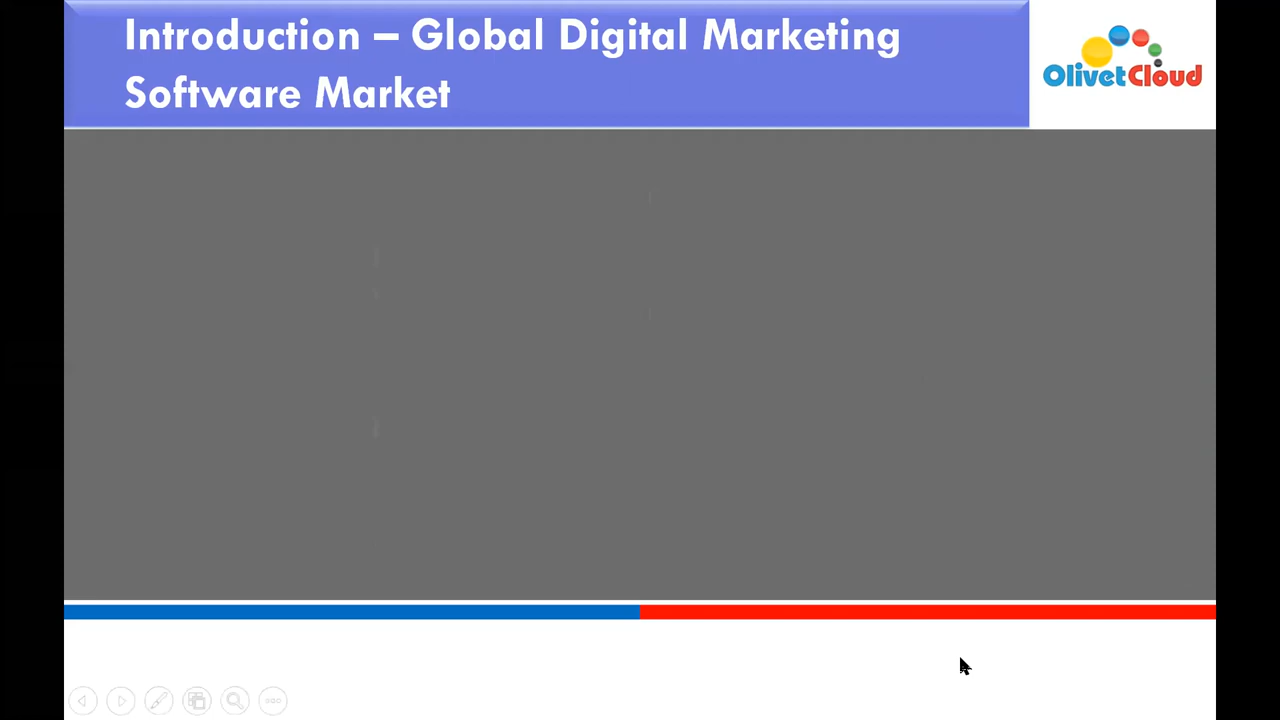 Introduction – Global Digital Marketing
Software Market
OlivetCloud